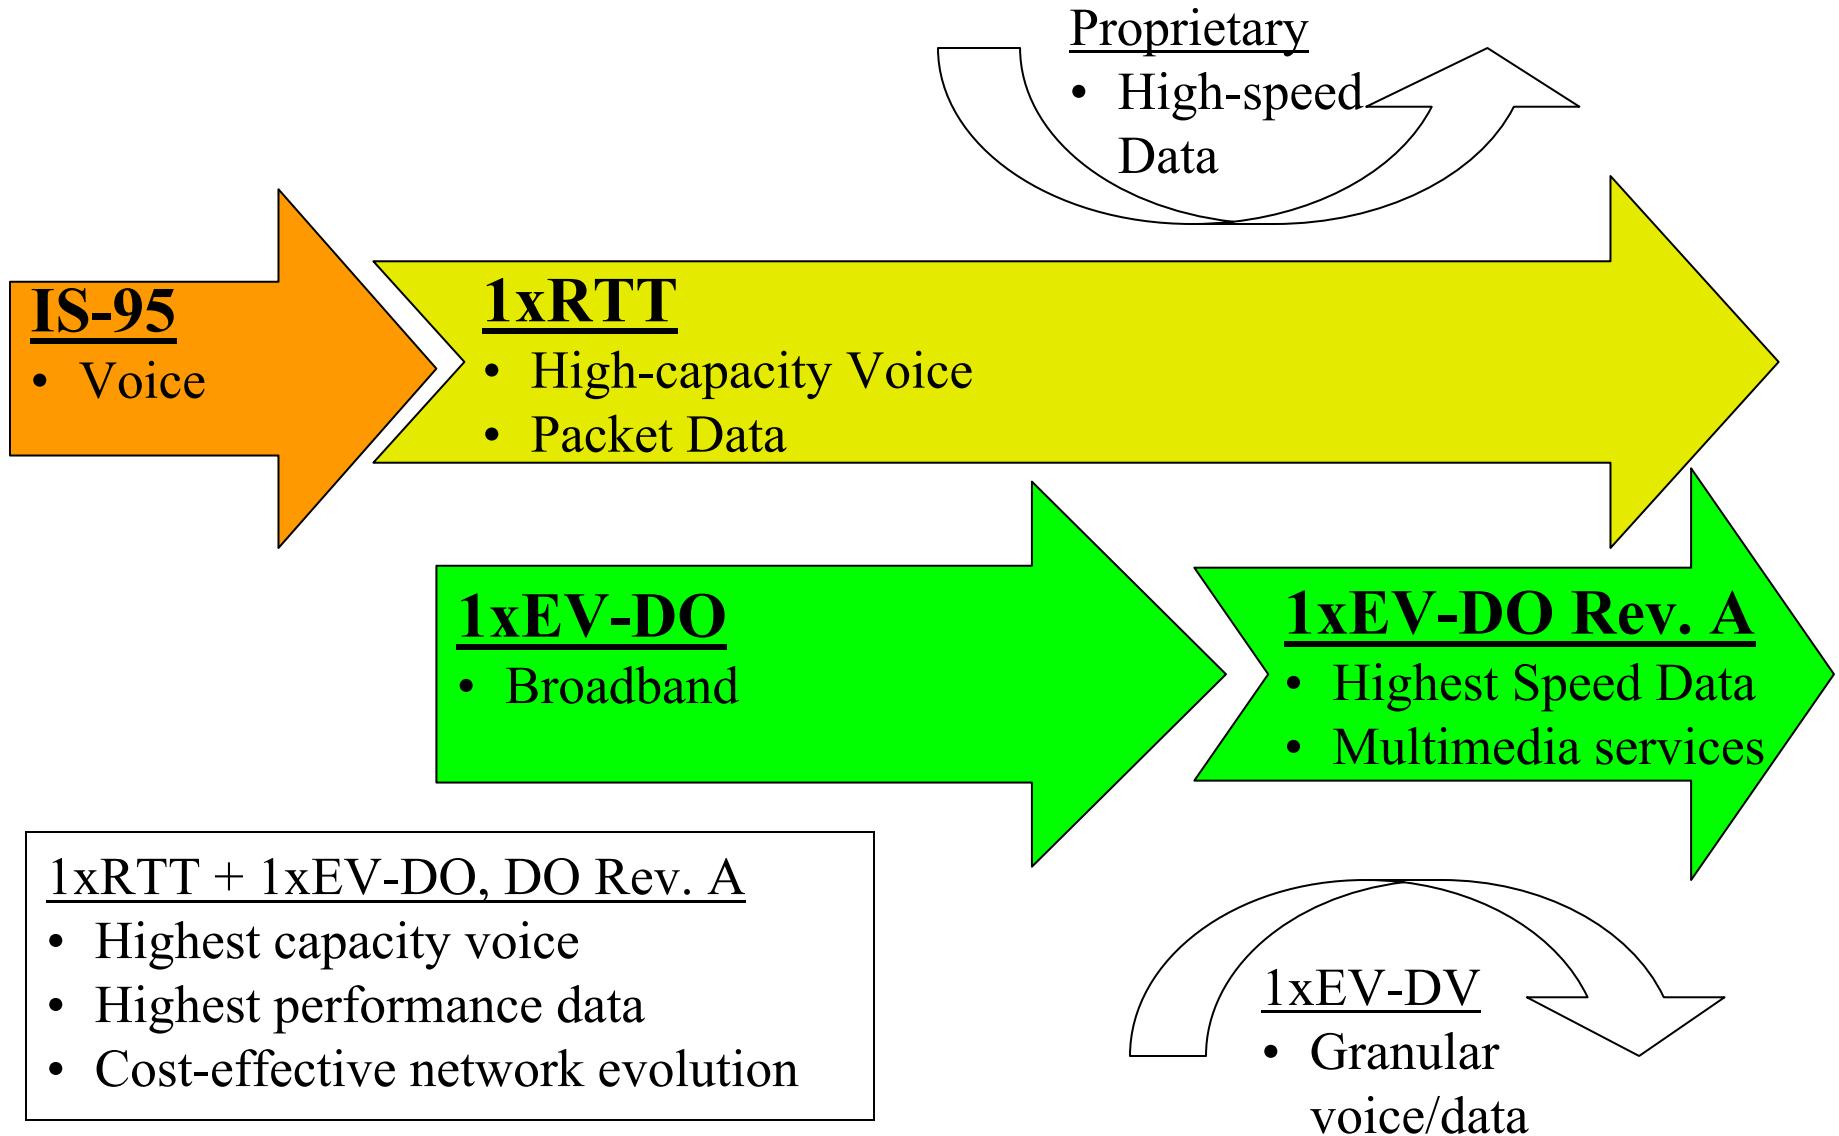 Proprietary
• High-speed
Data
IS-95
• Voice
1xRTT
• High-capacity Voice
• Packet Data
1xEV-DO
• Broadband
1xEV-DO Rev. A
• Highest Speed Data
• Multimedia services
1xRTT + 1xEV-DO, DO Rev. A
• Highest capacity voice
• Highest performance data
• Cost-effective network evolution
1xEV-DV
• Granular
voice/data